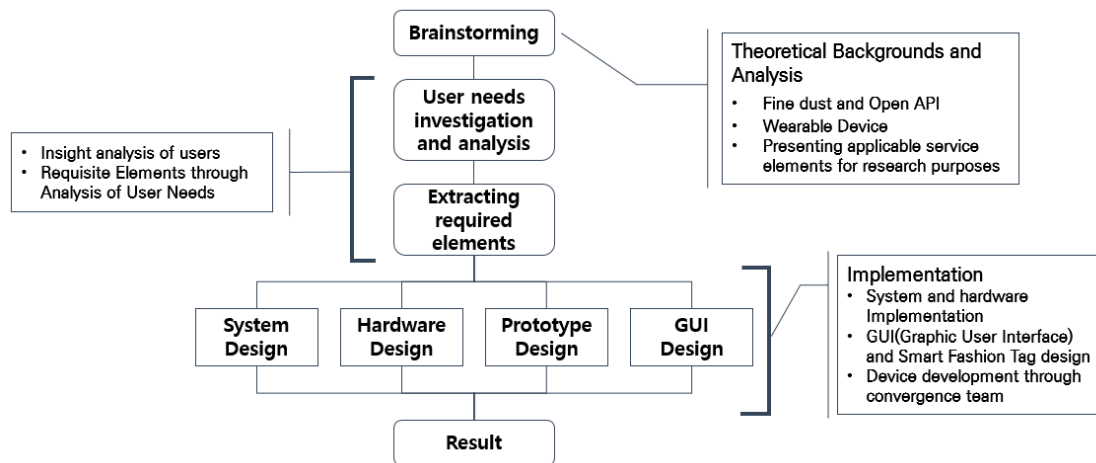 Brainstorming
Theoretical Backgrounds and
Analysis
• Fine dust and Open API
• Wearable Device
• Presenting applicable service
elements for research purposes
User needs
investigation
and analysis
• Insight analysis of users
• Requisite Elements through
Analysis of User Needs
Extracting
required
elements
System
Design
Hardware
Design
Prototype
Design
GUI
Design
Implementation
• System and hardware
Implementation
• GUI(Graphic User Interface)
and Smart Fashion Tag design
• Device development through
convergence team
Result